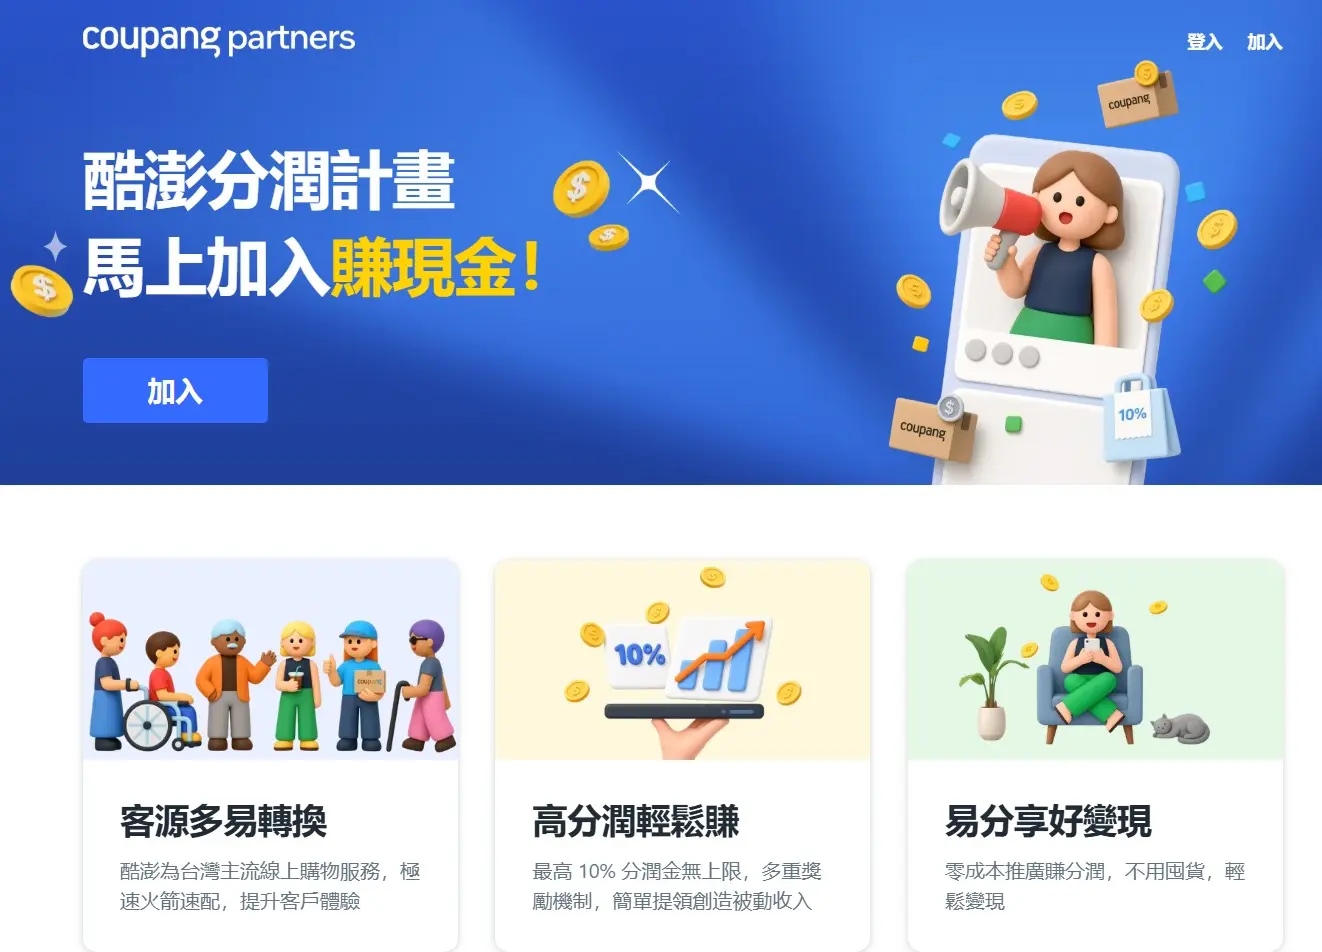 coupang partners
登入 加入
酷澎分潤計畫
馬上加入賺現金!
加入
coupang
coupang
10%
coupang
10%
客源多易轉換
酷澎為台灣主流線上購物服務，極
速火箭速配，提升客戶體驗
高分潤輕鬆賺
最高 10% 分潤金無上限，多重獎
勵機制，簡單提領創造被動收入
易分享好變現
零成本推廣賺分潤，不用囤貨，輕
鬆變現